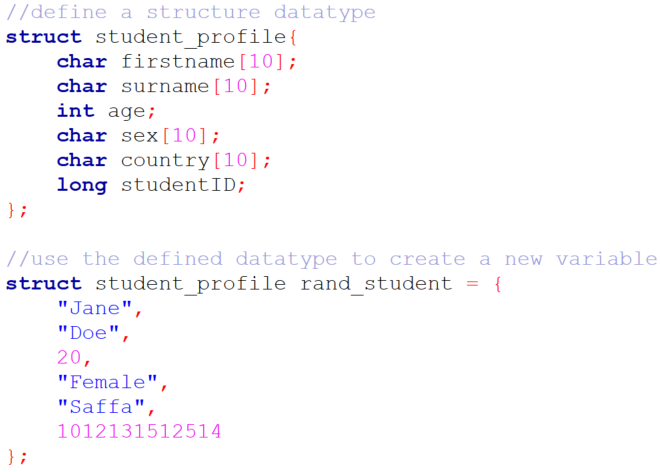 //define a structure datatype
struct student_profile{
    char firstname[10];
    char surname[10];
    int age;
    char sex[10];
    char country[10];
    long studentID;
};

//use the defined datatype to create a new variable
struct student_profile rand_student = {
    "Jane",
    "Doe",
    20,
    "Female",
    "Saffa",
    1012131512514
};